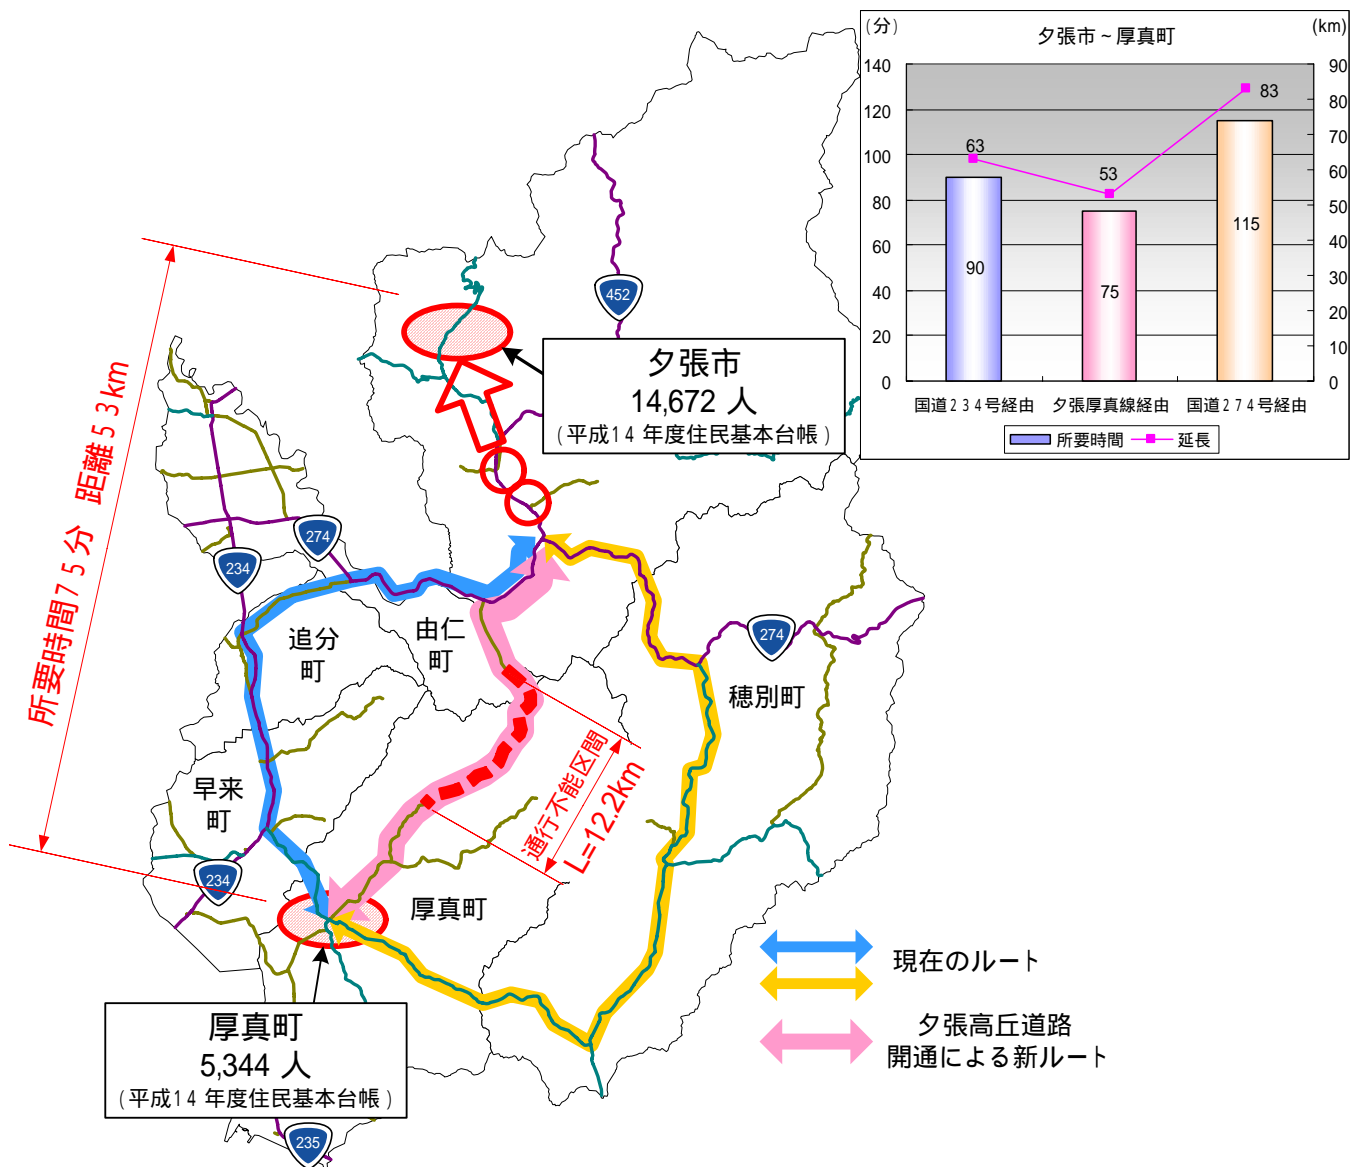 (分)
(km)
夕張市～厚真町
140
120
100
80
60
40
20
0
90
80
70
60
50
40
30
20
10
0
63
53
83
90
75
115
国道234号経由
夕張厚真線経由
国道274号経由
所要時間
延長
452
夕張市
14,672 人
(平成14年度住民基本台帳)
所要時間75分 距離53km
274
234
追分
町
由仁
町
274
穂別町
早来
町
通行不能区間
L=12.2km
234
厚真町
現在のルート
夕張高丘道路
開通による新ルート
厚真町
5,344 人
(平成14年度住民基本台帳)
235